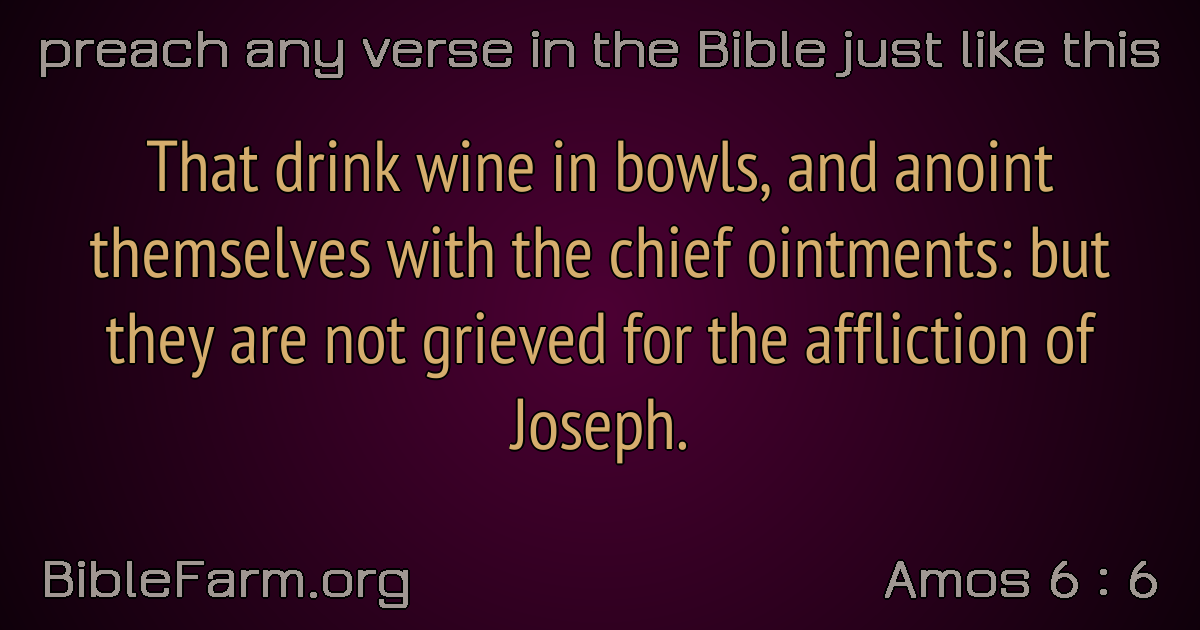 preach any verse in the Bible just like this
That drink wine in bowls, and anoint
themselves with the chief ointments: but
they are not grieved for the affliction of
Joseph.
BibleFarm.org
Amos 6 : 6